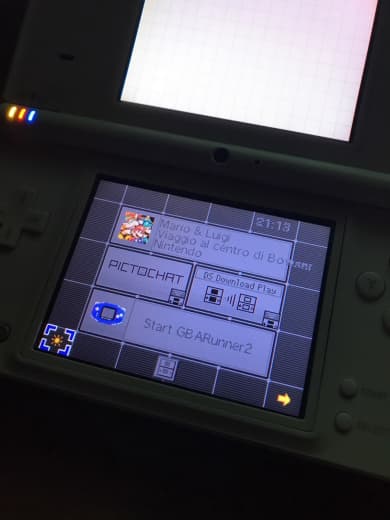 21:13
Mario & Luigi
Viaggio al centro di Bowser
Nintendo
PICTOCHAT
DS Download Play
Start GBARunner2